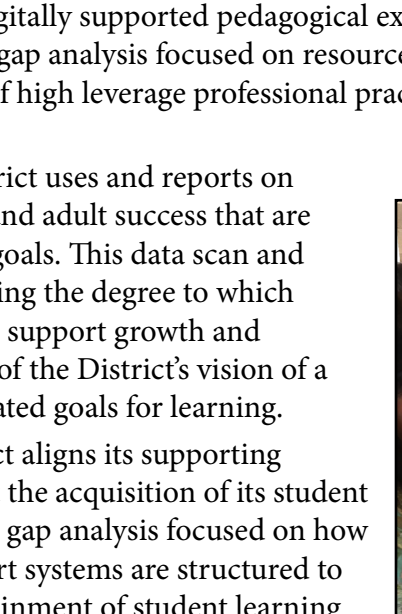 gitally supported pedagogical ex
gap analysis focused on resource
f high leverage professional prac
rict uses and reports on
nd adult success that are
goals. This data scan and
ing the degree to which
support growth and
of the District’s vision of a
ated goals for learning.
ct aligns its supporting
the acquisition of its student
gap analysis focused on how
rt systems are structured to
inment of student learning